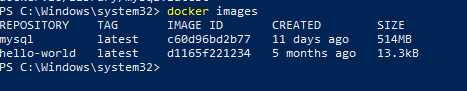 PS C:\Windows\system32> docker images
REPOSITORY TAG IMAGE ID CREATED SIZE
mysql latest c60d96bd2b77 11 days ago 514MB
hello-world latest d1165f221234 5 months ago 13.3kB
PS C:\Windows\system32>